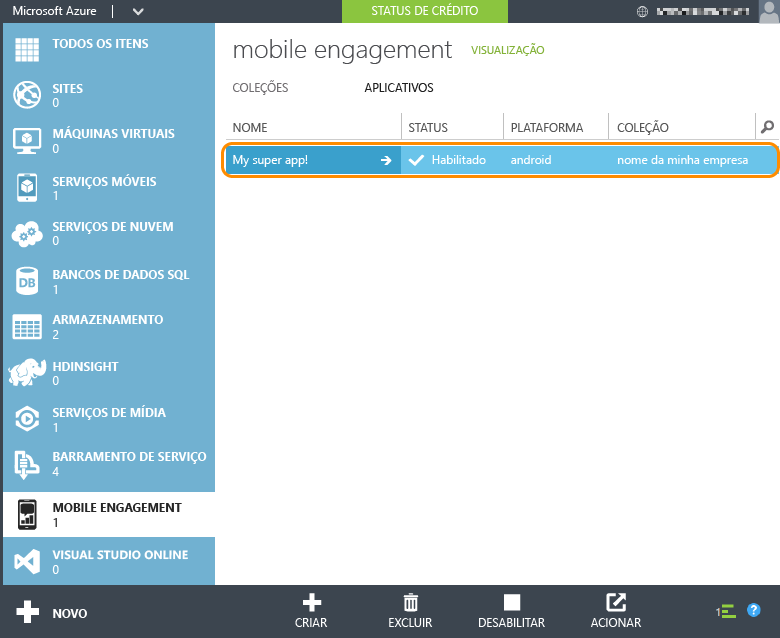 Microsoft Azure
STATUS DE CRÉDITO
TODOS OS ITENS
SITES
0
MÁQUINAS VIRTUAIS
0
SERVIÇOS MÓVEIS
1
SERVIÇOS DE NUVEM
0
BANCOS DE DADOS SQL
1
DB
ARMAZENAMENTO
2
HDINSIGHT
0
SERVIÇOS DE MÍDIA
1
BARRAMENTO DE SERVIÇO
4
MOBILE ENGAGEMENT
1
VISUAL STUDIO ONLINE
0
mobile engagement VISUALIZAÇÃO
COLEÇÕES APLICATIVOS
NOME STATUS PLATAFORMA COLEÇÃO
My super app! Habilitado android nome da minha empresa
NOVO
CRIAR
EXCLUIR
DESABILITAR
ACIONAR
1
?